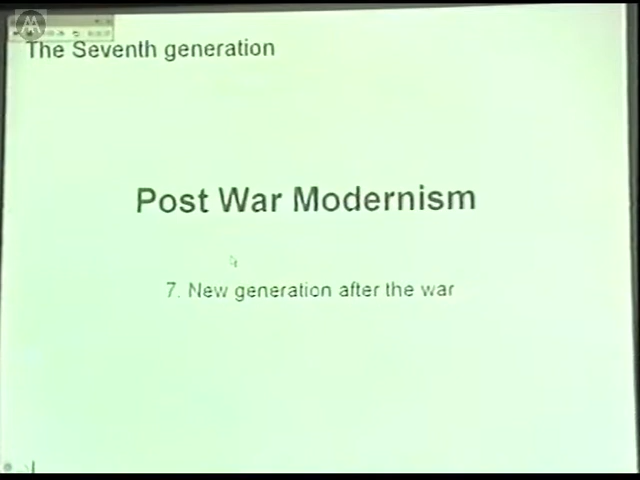 The Seventh generation
Post War Modernism
7. New generation after the war